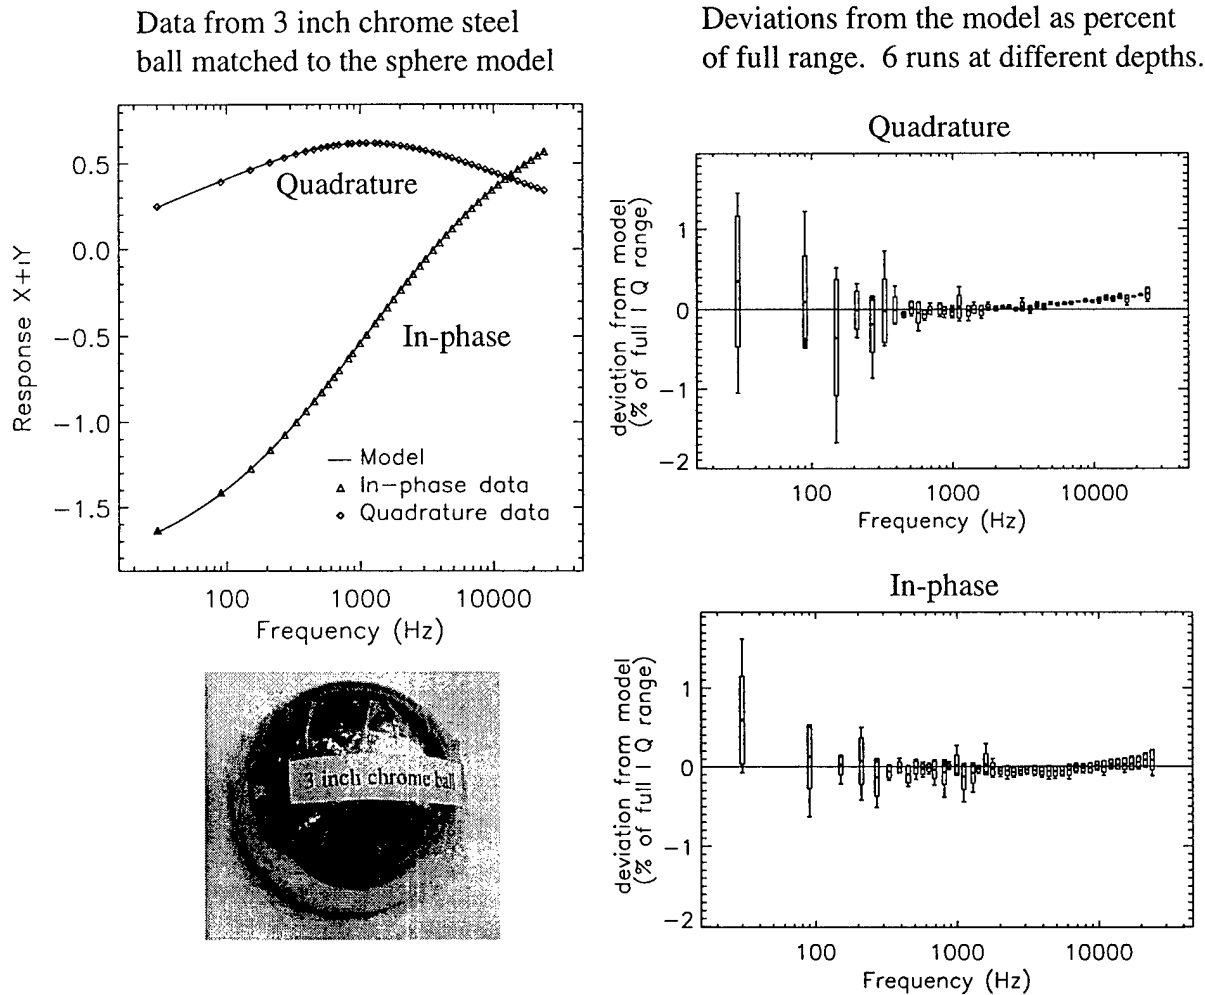 Data from 3 inch chrome steel
ball matched to the sphere model
Response X+iY
0.5
0.0
−0.5
−1.0
−1.5
Quadrature
In-phase
— Model
△ In−phase data
◇ Quadrature data
100 1000 10000
Frequency (Hz)
3 inch chrome ball
Deviations from the model as percent
of full range. 6 runs at different depths.
Quadrature
deviation from model
(% of full I Q range)
1
0
−1
−2
100 1000 10000
Frequency (Hz)
In-phase
deviation from model
(% of full I Q range)
1
0
−1
−2
100 1000 10000
Frequency (Hz)